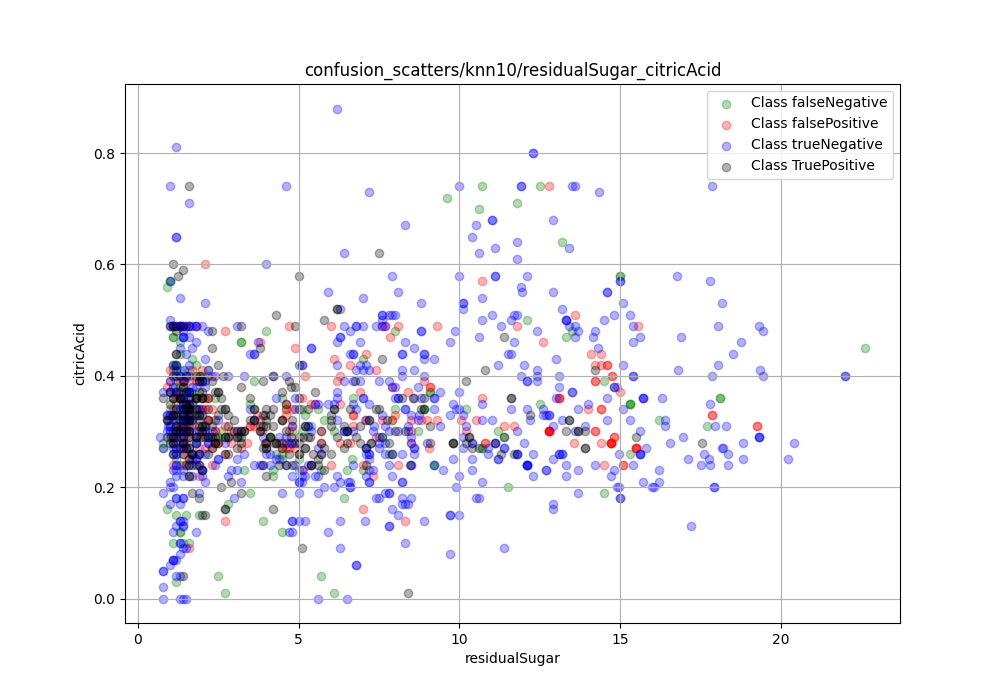 confusion_scatters/knn10/residualSugar_citricAcid
Class falseNegative
Class falsePositive
Class trueNegative
Class TruePositive
0.8
0.6
0.4
0.2
0.0
citricAcid
0 5 10 15 20
residualSugar